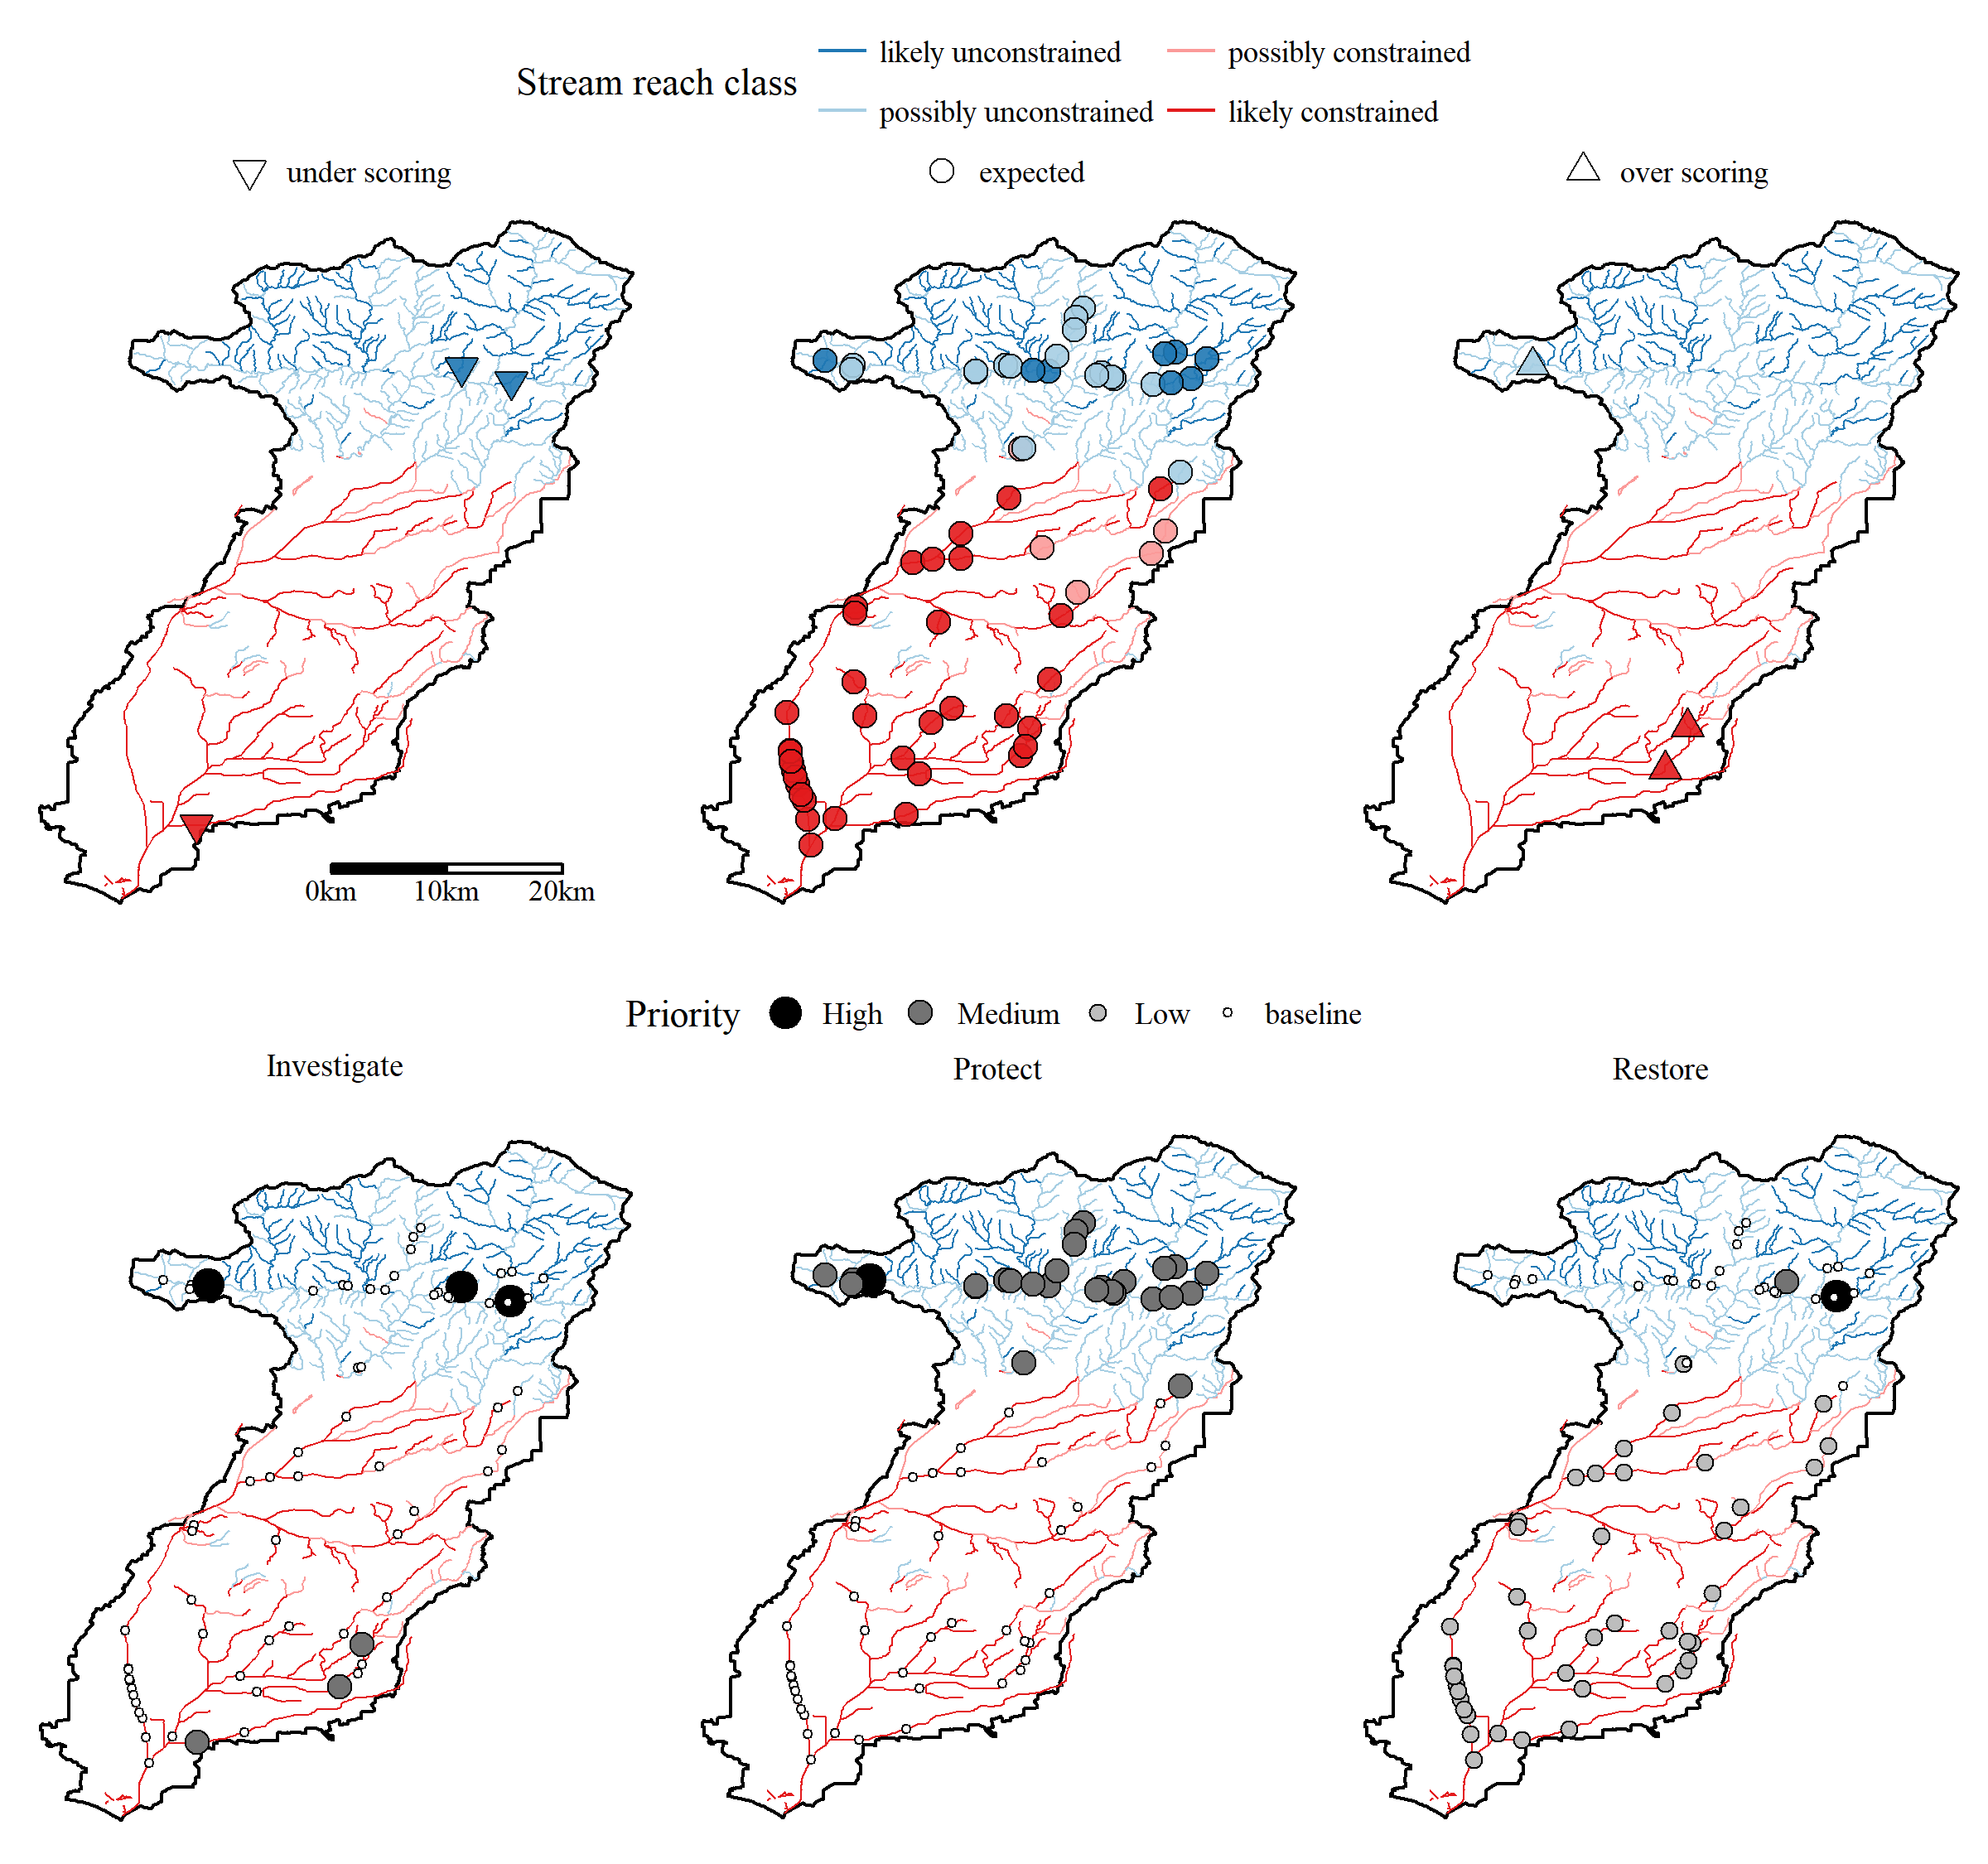 Stream reach class
likely unconstrained
possibly constrained
possibly unconstrained
likely constrained
under scoring
expected
over scoring
0km 10km 20km
Priority High Medium Low baseline
Investigate
Protect
Restore